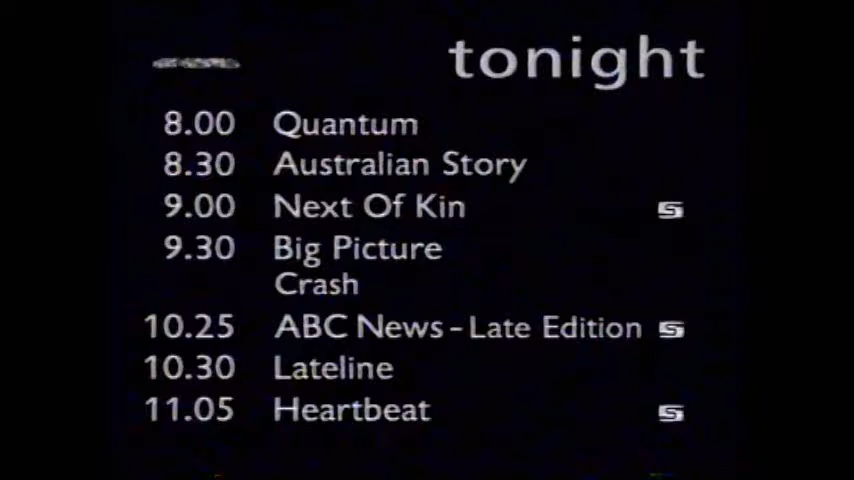 tonight
8.00 Quantum
8.30 Australian Story
9.00 Next Of Kin S
9.30 Big Picture
Crash
10.25 ABC News - Late Edition S
10.30 Lateline
11.05 Heartbeat S